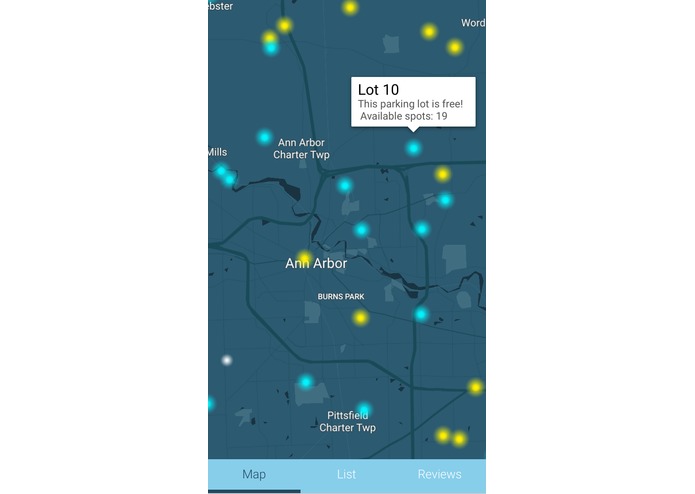 ebster
Word
Lot 10
This parking lot is free!
Available spots: 19
Ann Arbor
Charter Twp
Mills
Ann Arbor
BURNS PARK
Pittsfield
Charter Twp
Map
List
Reviews